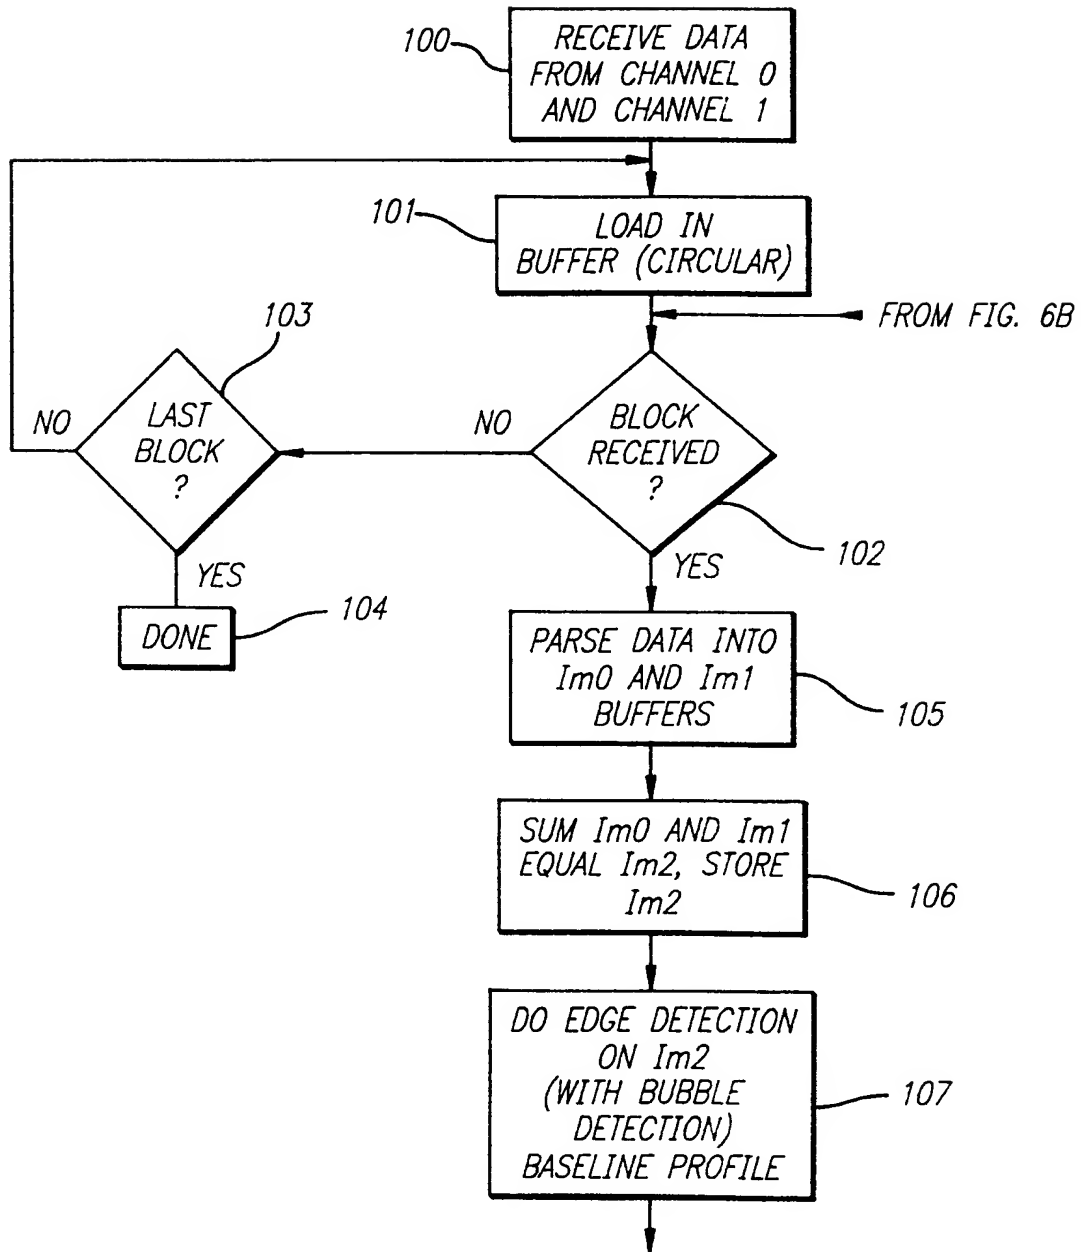 100
RECEIVE DATA
FROM CHANNEL 0
AND CHANNEL 1
101
LOAD IN
BUFFER (CIRCULAR)
FROM FIG. 6B
103
LAST
BLOCK
?
NO
YES
DONE
104
NO
BLOCK
RECEIVED
?
102
YES
PARSE DATA INTO
Im0 AND Im1
BUFFERS
105
SUM Im0 AND Im1
EQUAL Im2, STORE
Im2
106
DO EDGE DETECTION
ON Im2
(WITH BUBBLE
DETECTION)
BASELINE PROFILE
107